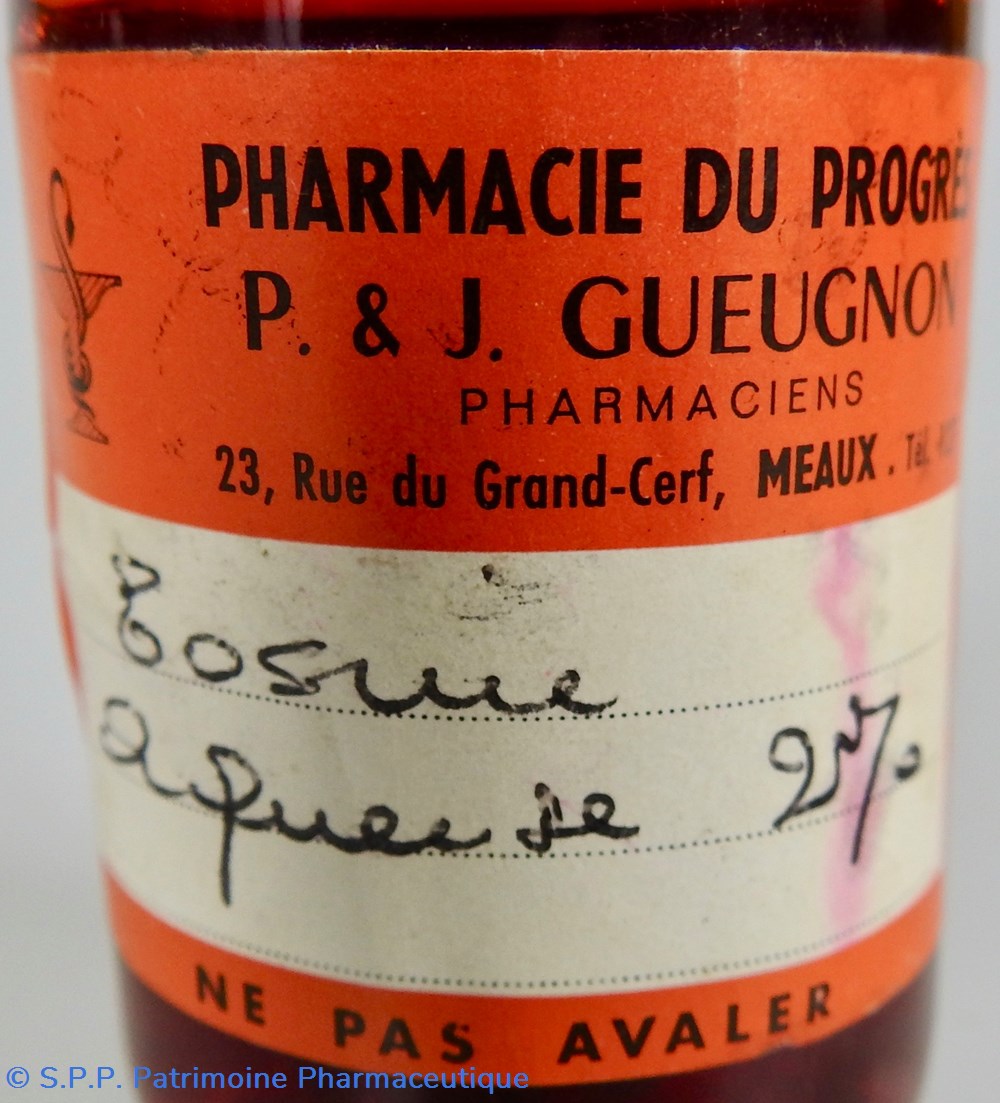 PHARMACIE DU PROGRÈS
P. & J. GUEUGNON
PHARMACIENS
23, Rue du Grand-Cerf, MEAUX. Tél.
Eosine
aqueuse 2%
NE PAS AVALER
© S.P.P. Patrimoine Pharmaceutique